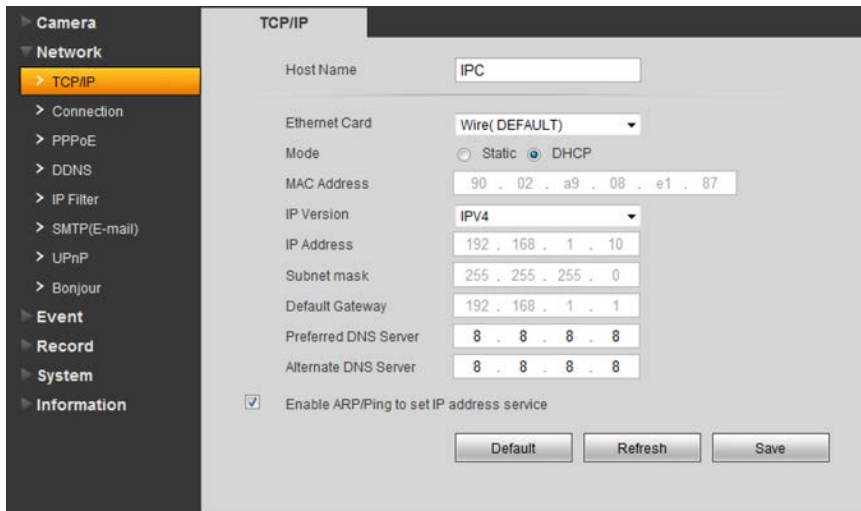 Camera
Network
TCP/IP
Connection
PPPoE
DDNS
IP Filter
SMTP(E-mail)
UPnP
Bonjour
Event
Record
System
Information
TCP/IP
Host Name IPC
Ethernet Card Wire( DEFAULT)
Mode Static DHCP
MAC Address 90 . 02 . a9 . 08 . e1 . 87
IP Version IPV4
IP Address 192 . 168 . 1 . 10
Subnet mask 255 . 255 . 255 . 0
Default Gateway 192 . 168 . 1 . 1
Preferred DNS Server 8 . 8 . 8 . 8
Alternate DNS Server 8 . 8 . 8 . 8
Enable ARP/Ping to set IP address service
Default Refresh Save